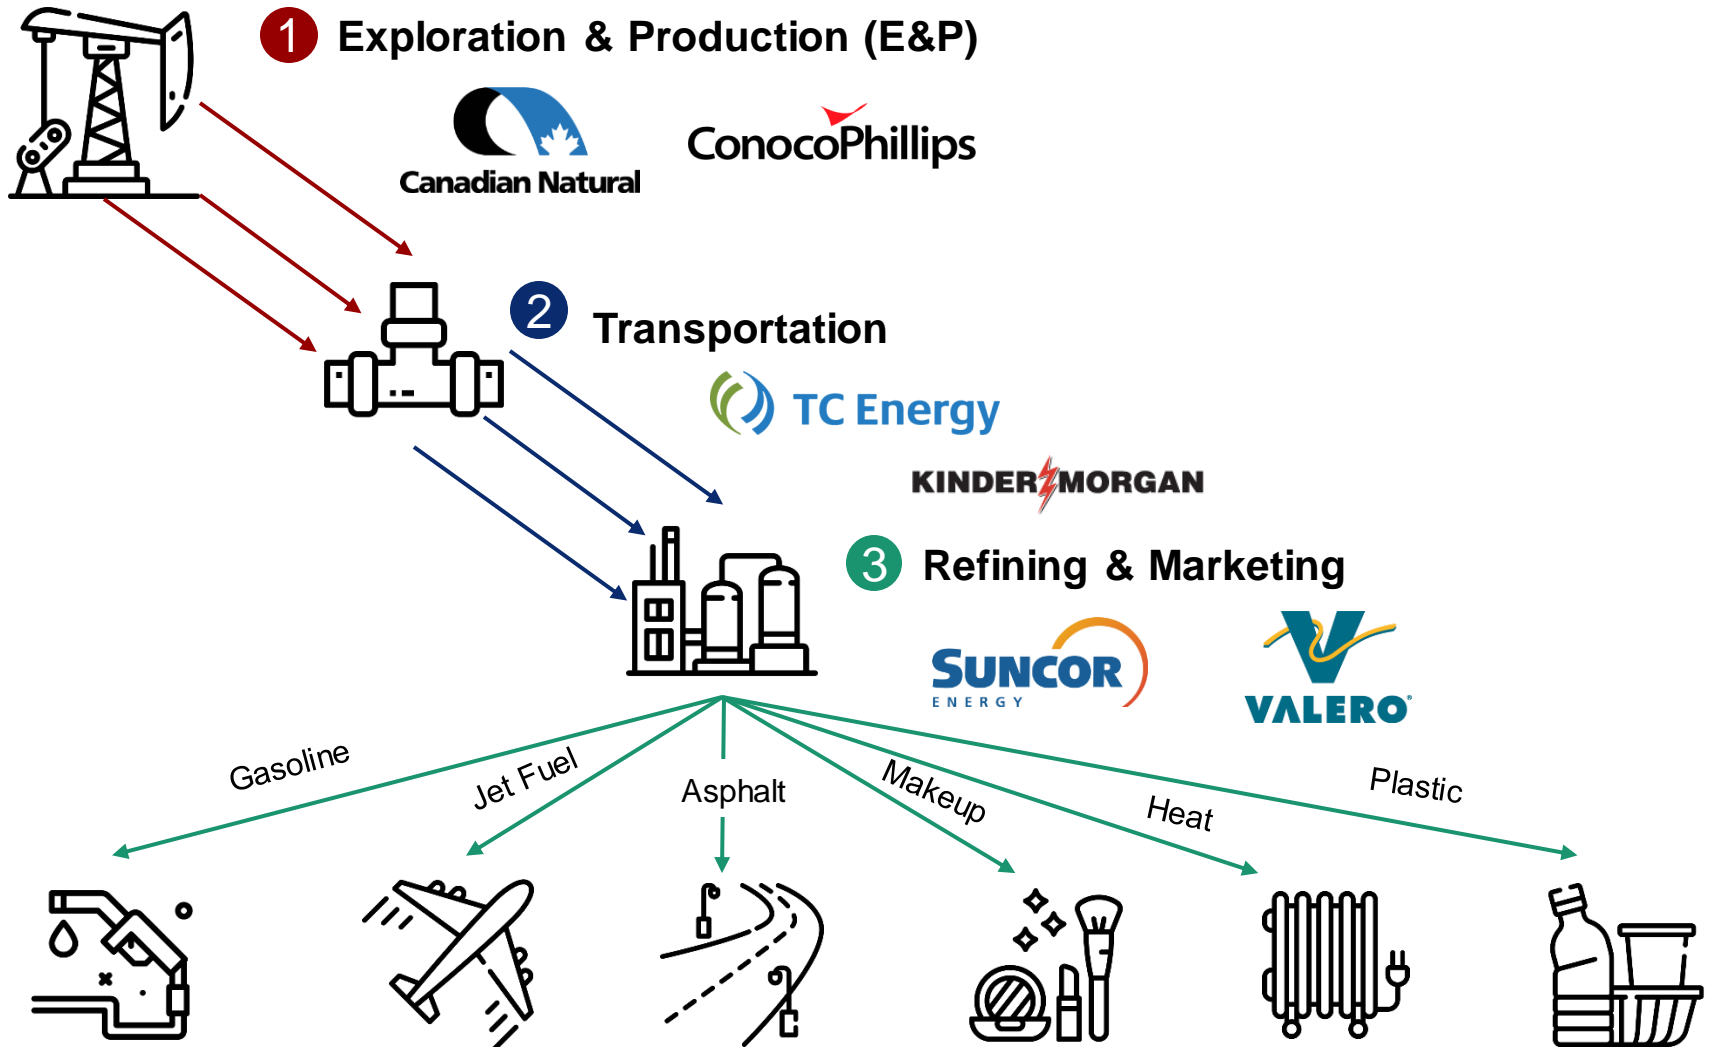 1 Exploration & Production (E&P)
Canadian Natural
ConocoPhillips
2 Transportation
TC Energy
KINDER MORGAN
3 Refining & Marketing
SUNCOR
ENERGY
VALERO®
Gasoline
Jet Fuel
Asphalt
Makeup
Heat
Plastic